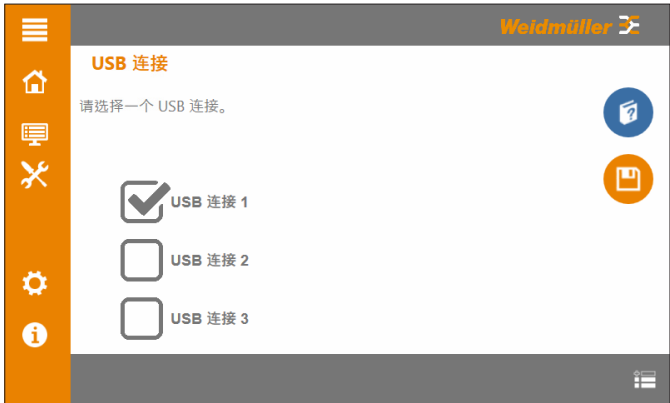 Weidmüller
USB 连接
请选择一个 USB 连接。
USB 连接 1
USB 连接 2
USB 连接 3